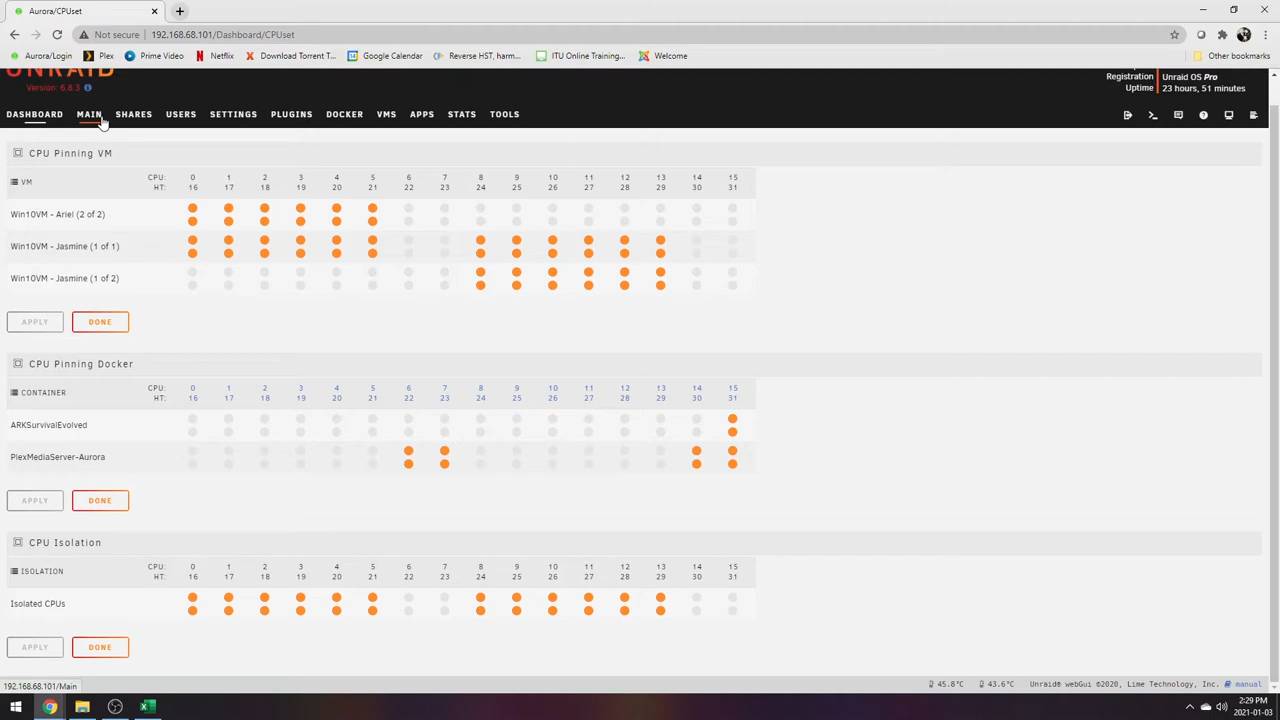 Aurora/CPUset
Not secure | 192.168.68.101/Dashboard/CPUset
Aurora/Login Plex Prime Video Netflix Download Torrent T... Google Calendar Reverse HST, harm... ITU Online Training... Welcome Other bookmarks
UNRAID
Version: 6.8.3
Registration Unraid OS Pro
Uptime 23 hours, 51 minutes
DASHBOARD MAIN SHARES USERS SETTINGS PLUGINS DOCKER VMS APPS STATS TOOLS
CPU Pinning VM
VM CPU: 0 1 2 3 4 5 6 7 8 9 10 11 12 13 14 15
HT: 16 17 18 19 20 21 22 23 24 25 26 27 28 29 30 31
Win10VM - Ariel (2 of 2)
Win10VM - Jasmine (1 of 1)
Win10VM - Jasmine (1 of 2)
APPLY DONE
CPU Pinning Docker
CONTAINER CPU: 0 1 2 3 4 5 6 7 8 9 10 11 12 13 14 15
HT: 16 17 18 19 20 21 22 23 24 25 26 27 28 29 30 31
ARKSurvivalEvolved
PlexMediaServer-Aurora
APPLY DONE
CPU Isolation
ISOLATION CPU: 0 1 2 3 4 5 6 7 8 9 10 11 12 13 14 15
HT: 16 17 18 19 20 21 22 23 24 25 26 27 28 29 30 31
Isolated CPUs
APPLY DONE
192.168.68.101/Main
45.8°C 43.6°C Unraid® webGui ©2020, Lime Technology, Inc. manual
2:29 PM
2021-01-03